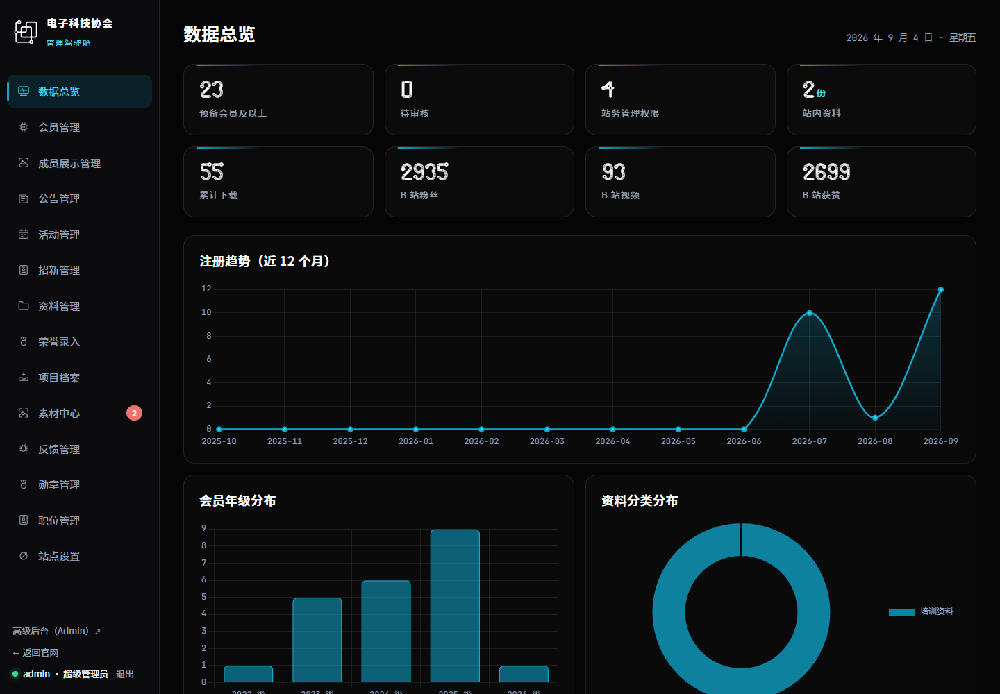 电子科技协会
管理驾驶舱
数据总览
会员管理
成员展示管理
公告管理
活动管理
招新管理
资料管理
荣誉录入
项目档案
素材中心
2
反馈管理
勋章管理
职位管理
站点设置
高级后台（Admin）↗
← 返回官网
admin · 超级管理员 退出
数据总览
2026 年 9 月 4 日 · 星期五
23
预备会员及以上
0
待审核
4
站务管理权限
2份
站内资料
55
累计下载
2935
B 站粉丝
93
B 站视频
2699
B 站获赞
注册趋势（近 12 个月）
12
10
8
6
4
2
0
2025-10 2025-11 2025-12 2026-01 2026-02 2026-03 2026-04 2026-05 2026-06 2026-07 2026-08 2026-09
会员年级分布
9
8
7
6
5
4
3
2
1
0
2022 级 2023 级 2024 级 2025 级 2026 级
资料分类分布
培训资料